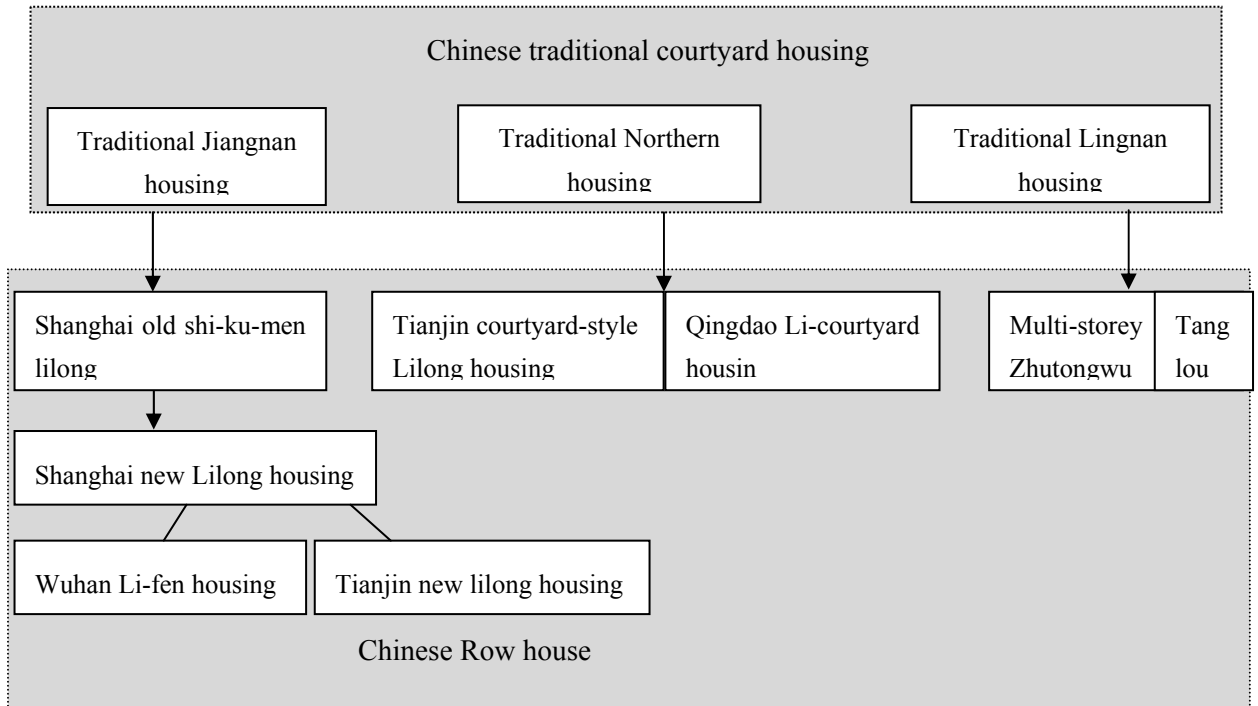 Chinese traditional courtyard housing
Traditional Jiangnan
housing
Traditional Northern
housing
Traditional Lingnan
housing
Shanghai old shi-ku-men
lilong
Tianjin courtyard-style
Lilong housing
Qingdao Li-courtyard
housin
Multi-storey
Zhutongwu
Tang
lou
Shanghai new Lilong housing
Wuhan Li-fen housing
Tianjin new lilong housing
Chinese Row house